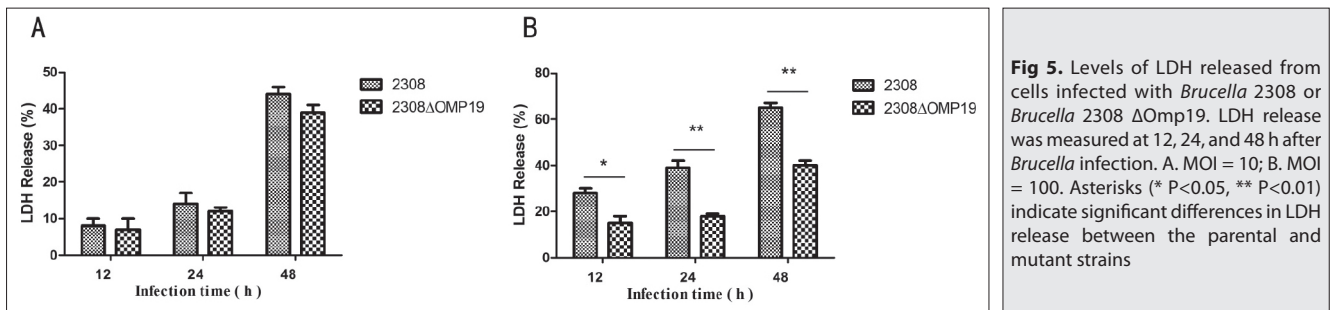 A
LDH Release (%)
50
40
30
20
10
0
12
24
48
Infection time ( h )
2308
2308ΔOMP19
B
LDH Release (%)
80
60
40
20
0
*
**
**
12
24
48
Infection time ( h )
2308
2308ΔOMP19
Fig 5. Levels of LDH released from
cells infected with Brucella 2308 or
Brucella 2308 ΔOmp19. LDH release
was measured at 12, 24, and 48 h after
Brucella infection. A. MOI = 10; B. MOI
= 100. Asterisks (* P<0.05, ** P<0.01)
indicate significant differences in LDH
release between the parental and
mutant strains